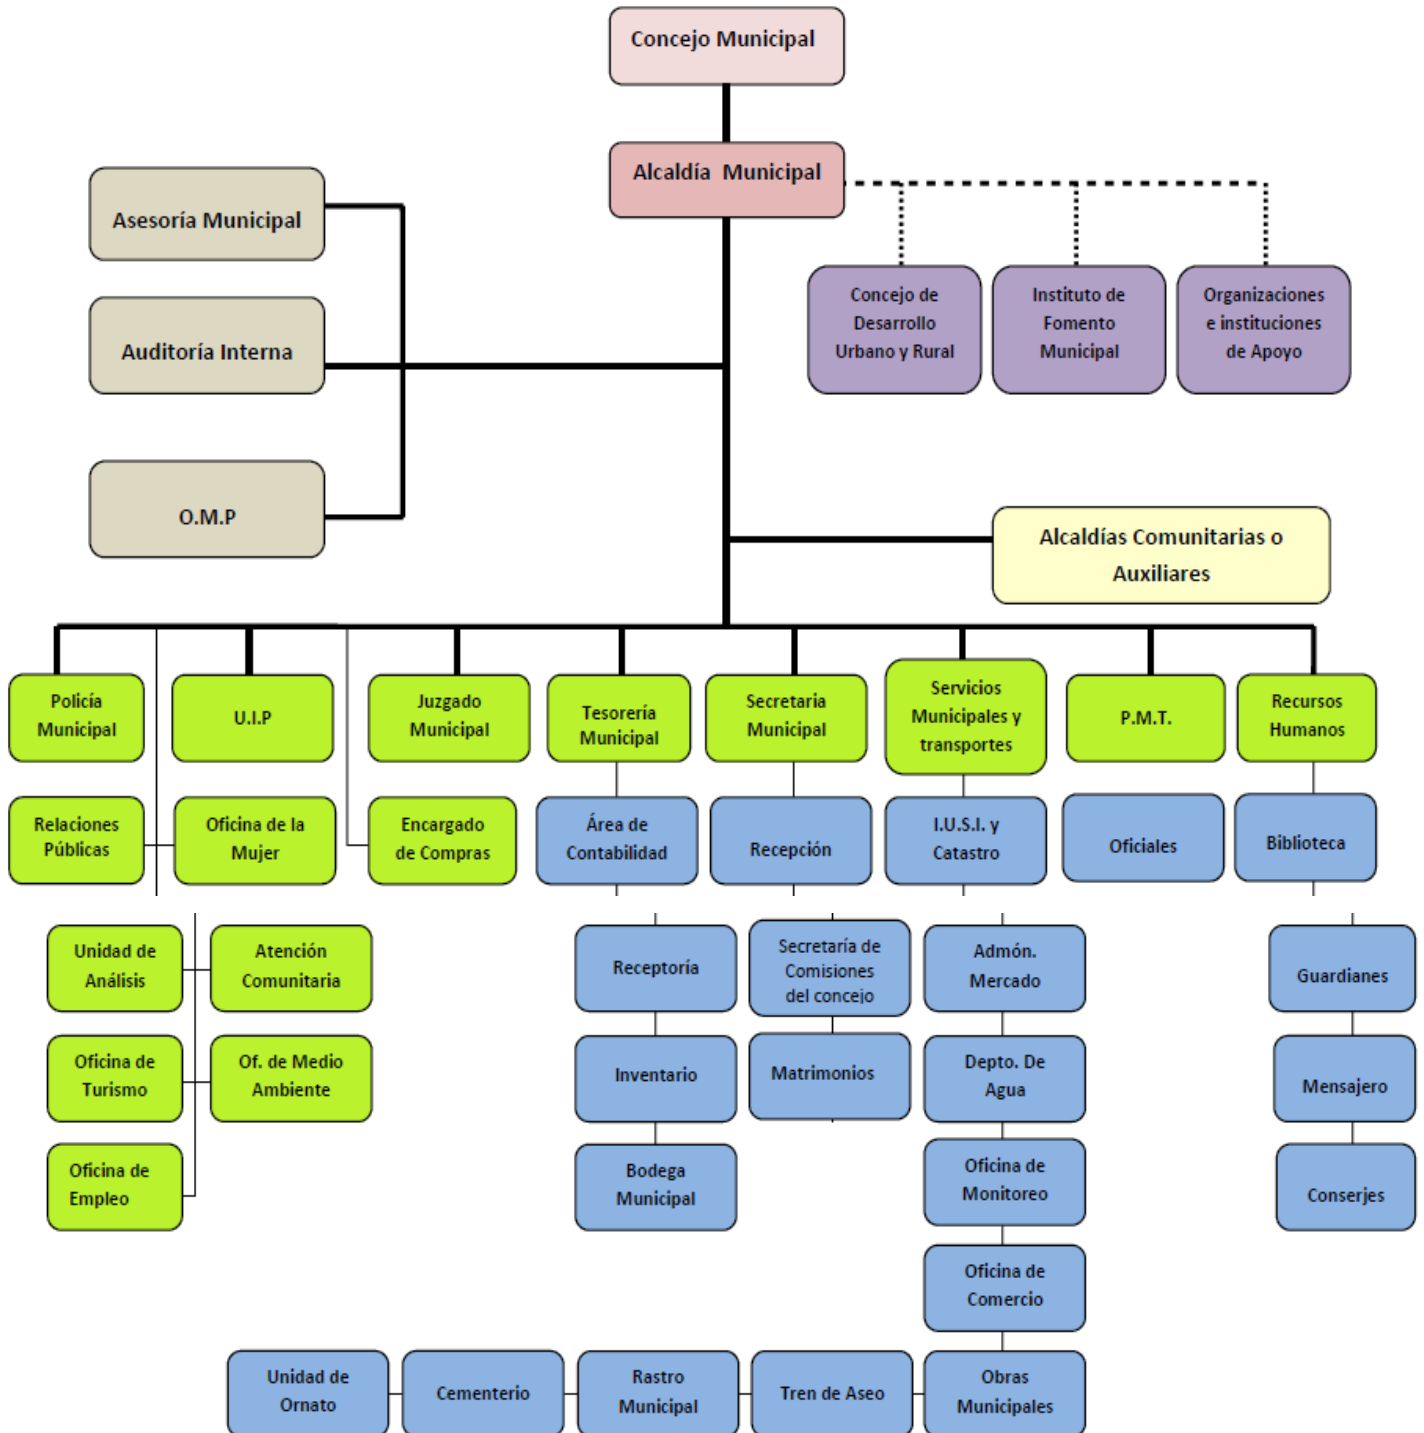 Concejo Municipal
Alcaldía Municipal
Asesoría Municipal
Auditoría Interna
O.M.P
Concejo de
Desarrollo
Urbano y Rural
Instituto de
Fomento
Municipal
Organizaciones
e instituciones
de Apoyo
Alcaldías Comunitarias o
Auxiliares
Policía
Municipal
U.I.P
Juzgado
Municipal
Tesorería
Municipal
Secretaria
Municipal
Servicios
Municipales y
transportes
P.M.T.
Recursos
Humanos
Relaciones
Públicas
Oficina de la
Mujer
Encargado
de Compras
Área de
Contabilidad
Recepción
I.U.S.I. y
Catastro
Oficiales
Biblioteca
Unidad de
Análisis
Atención
Comunitaria
Receptoría
Secretaría de
Comisiones
del concejo
Admón.
Mercado
Guardianes
Oficina de
Turismo
Of. de Medio
Ambiente
Inventario
Matrimonios
Depto. De
Agua
Mensajero
Oficina de
Empleo
Bodega
Municipal
Oficina de
Monitoreo
Conserjes
Oficina de
Comercio
Unidad de
Ornato
Cementerio
Rastro
Municipal
Tren de Aseo
Obras
Municipales